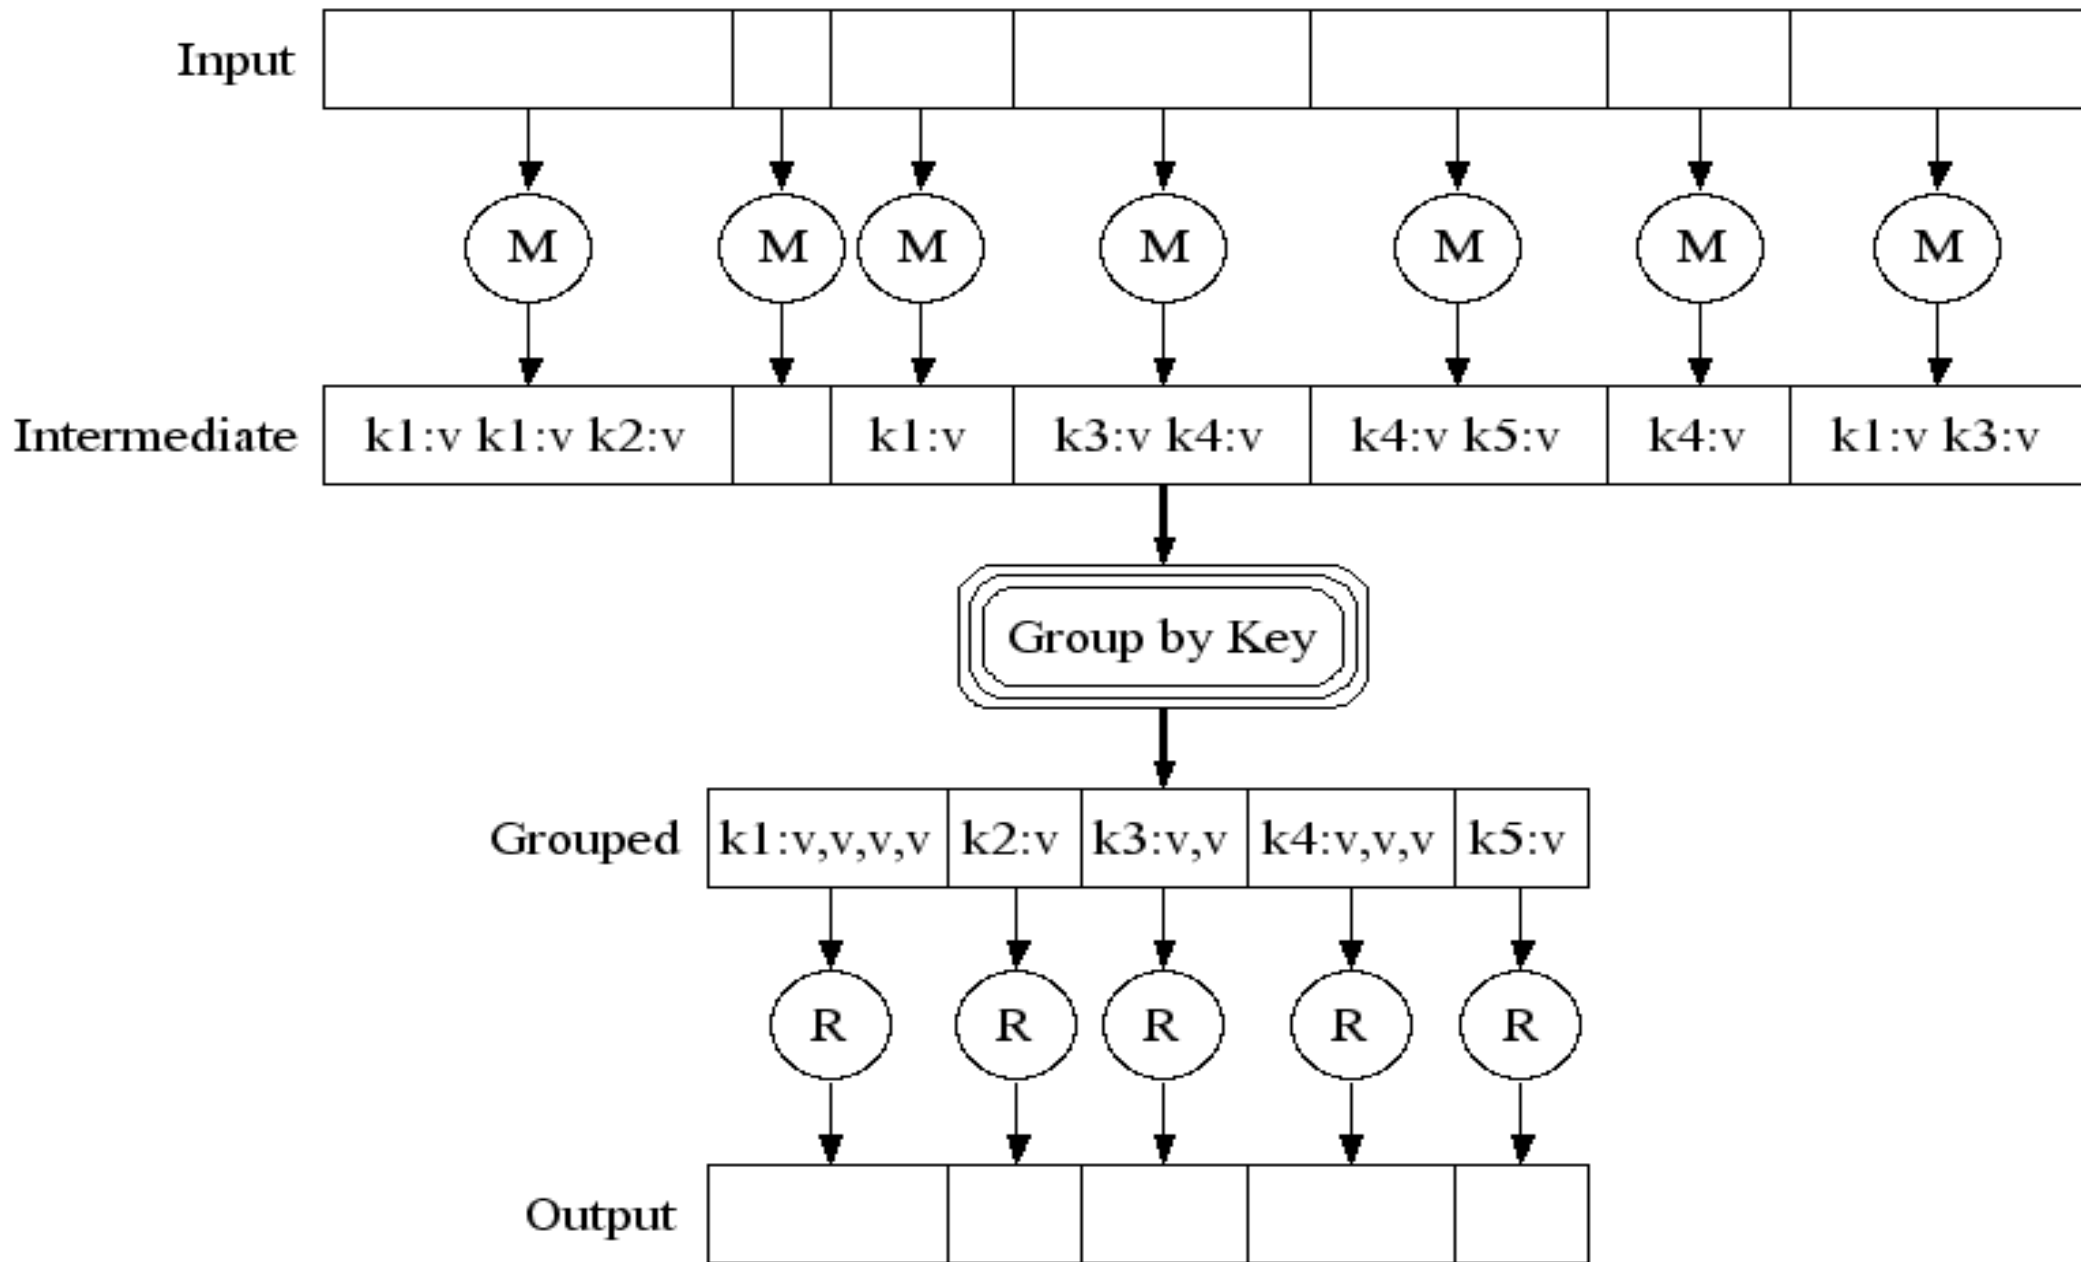 Input
M M M M M M M
Intermediate k1:v k1:v k2:v k1:v k3:v k4:v k4:v k5:v k4:v k1:v k3:v
Group by Key
Grouped k1:v,v,v,v k2:v k3:v,v k4:v,v,v k5:v
R R R R R
Output